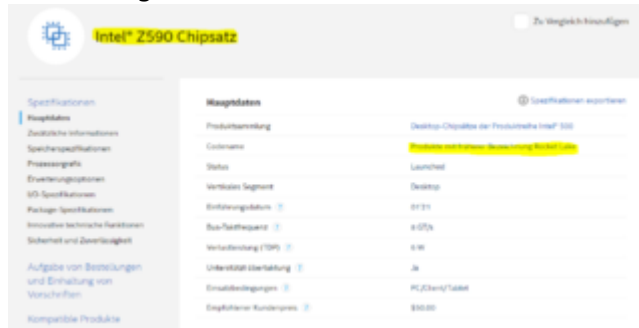 Intel® Z590 Chipsatz
Zu Vergleich hinzufügen
Spezifikationen
Hauptdaten
Zusätzliche Informationen
Speicherspezifikationen
Prozessorgrafik
Erweiterungsoptionen
I/O-Spezifikationen
Package-Spezifikationen
Innovative technische Funktionen
Sicherheit und Zuverlässigkeit
Aufgabe von Bestellungen
und Einhaltung von
Vorschriften
Kompatible Produkte
Hauptdaten
Spezifikationen exportieren
Produktsammlung
Desktop-Chipsätze der Produktreihe Intel® 500
Codename
Produkte mit früherer Bezeichnung Rocket Lake
Status
Launched
Vertikales Segment
Desktop
Einführungsdatum
01'21
Bus-Taktfrequenz
8 GT/s
Verlustleistung (TDP)
6 W
Unterstützt Übertaktung
Ja
Einsatzbedingungen
PC/Client/Tablet
Empfohlener Kundenpreis
$50.00